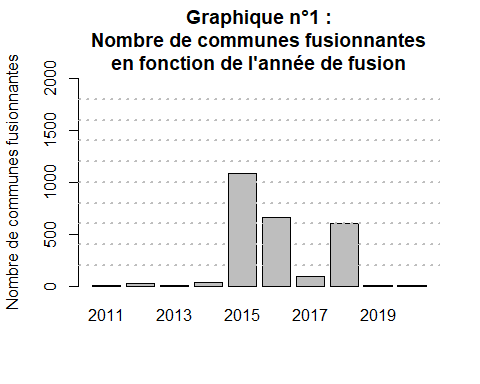 Graphique n°1 :
Nombre de communes fusionnantes
en fonction de l'année de fusion
Nombre de communes fusionnantes
2000
1500
1000
500
0
2011 2013 2015 2017 2019